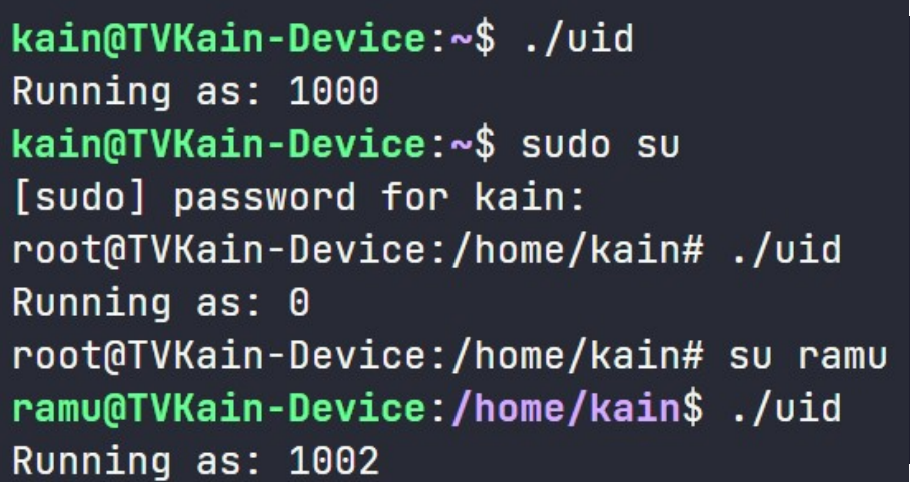 kain@TVKain-Device:~$ ./uid
Running as: 1000
kain@TVKain-Device:~$ sudo su
[sudo] password for kain:
root@TVKain-Device:/home/kain# ./uid
Running as: 0
root@TVKain-Device:/home/kain# su ramu
ramu@TVKain-Device:/home/kain$ ./uid
Running as: 1002